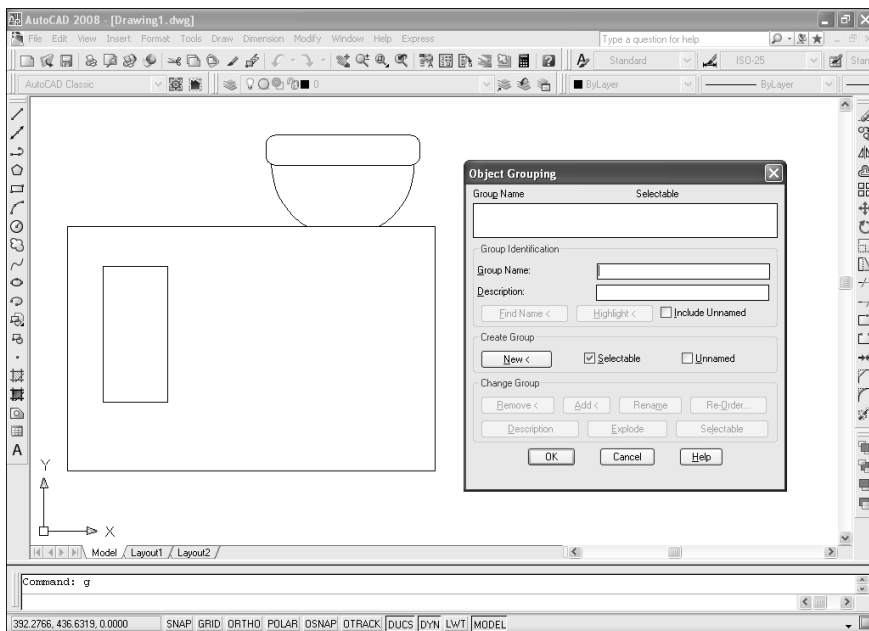 AutoCAD 2008 - [Drawing1.dwg]
File Edit View Insert Format Tools Draw Dimension Modify Window Help Express
Type a question for help
Standard
ISO-25
Stan
AutoCAD Classic
0
ByLayer
ByLayer
Object Grouping
Group Name Selectable
Group Identification
Group Name:
Description:
Find Name < Highlight < Include Unnamed
Create Group
New < Selectable Unnamed
Change Group
Remove < Add < Rename Re-Order...
Description Explode Selectable
OK Cancel Help
A
Y
X
Model Layout1 Layout2
Command: g
392.2766, 436.6319, 0.0000 SNAP GRID ORTHO POLAR OSNAP OTRACK DUCS DYN LWT MODEL